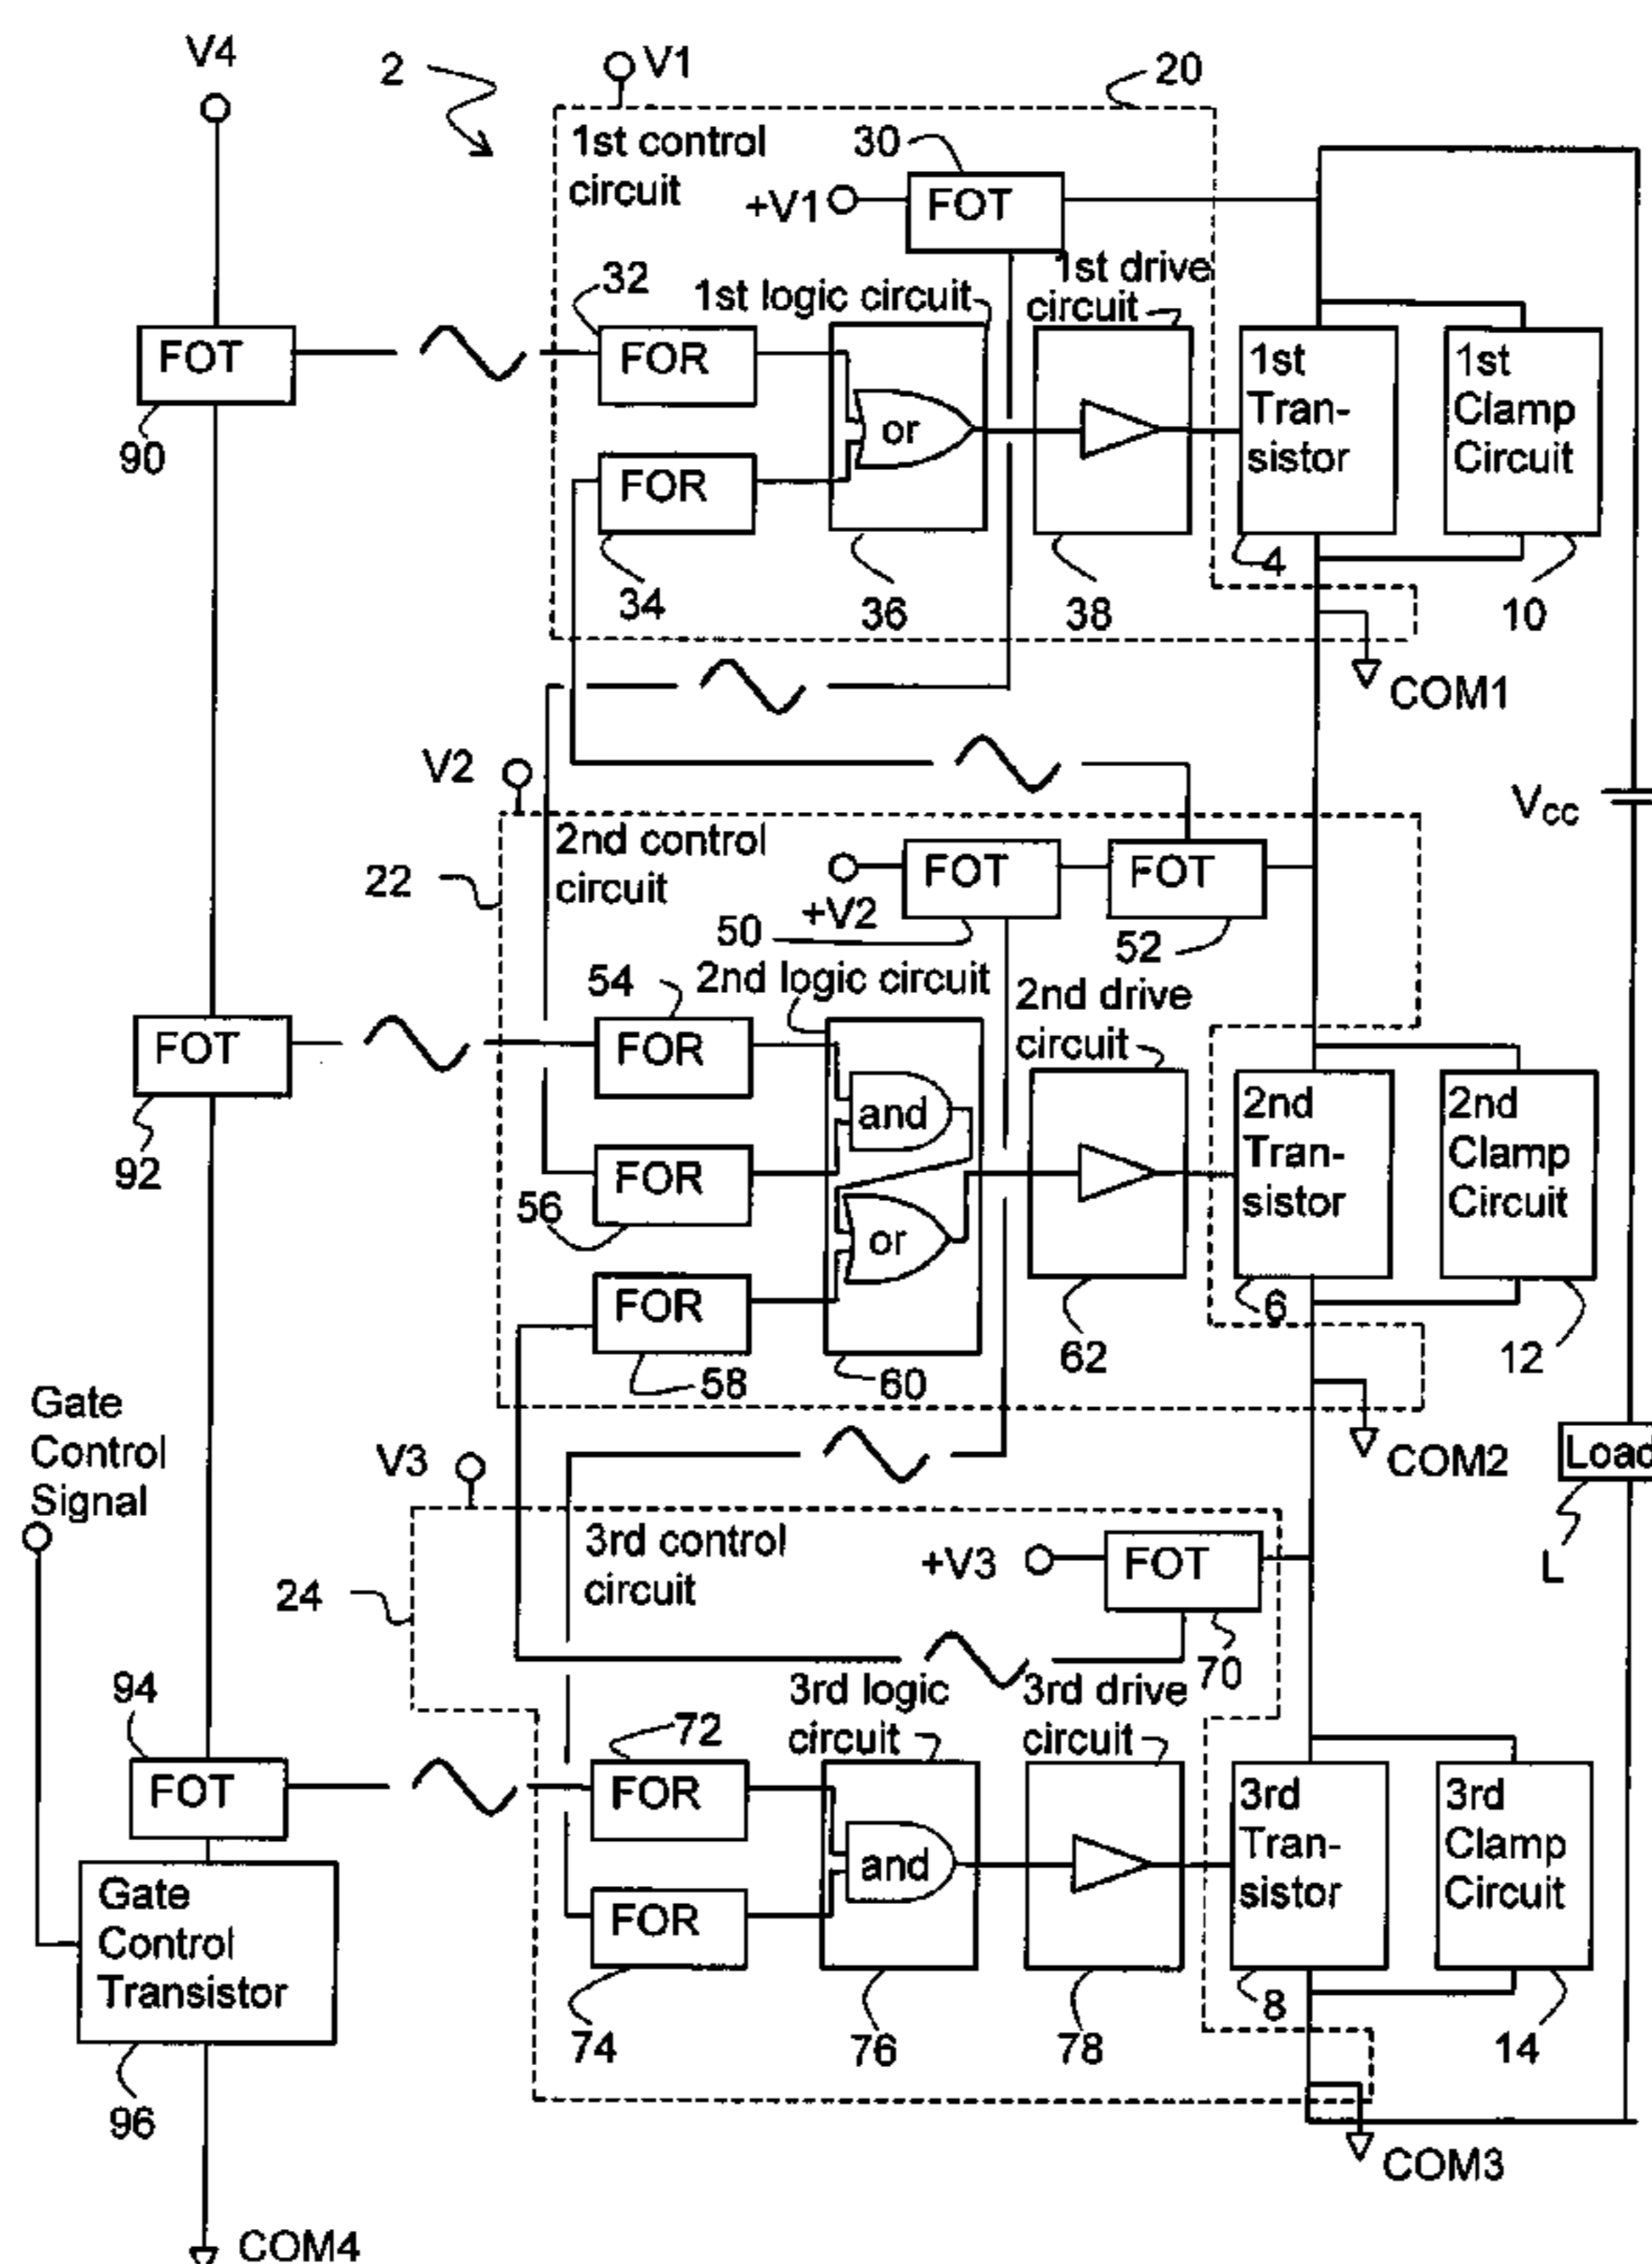 V4
2
V1
20
1st control
circuit
30
+V1
FOT
32
1st logic circuit
1st drive
circuit
FOT
FOR
or
1st
Tran-
sistor
1st
Clamp
Circuit
90
FOR
34
36
38
4
10
COM1
V2
Vcc
22
2nd control
circuit
+V2
FOT
FOT
50
52
54
2nd logic circuit
2nd drive
circuit
FOT
FOR
and
2nd
Tran-
sistor
2nd
Clamp
Circuit
92
56
FOR
or
FOR
58
60
62
6
12
Gate
Control
Signal
V3
COM2
Load
L
24
3rd control
circuit
+V3
FOT
70
94
72
3rd logic
circuit
3rd drive
circuit
FOT
FOR
and
3rd
Tran-
sistor
3rd
Clamp
Circuit
Gate
Control
Transistor
FOR
74
76
78
8
14
96
COM3
COM4